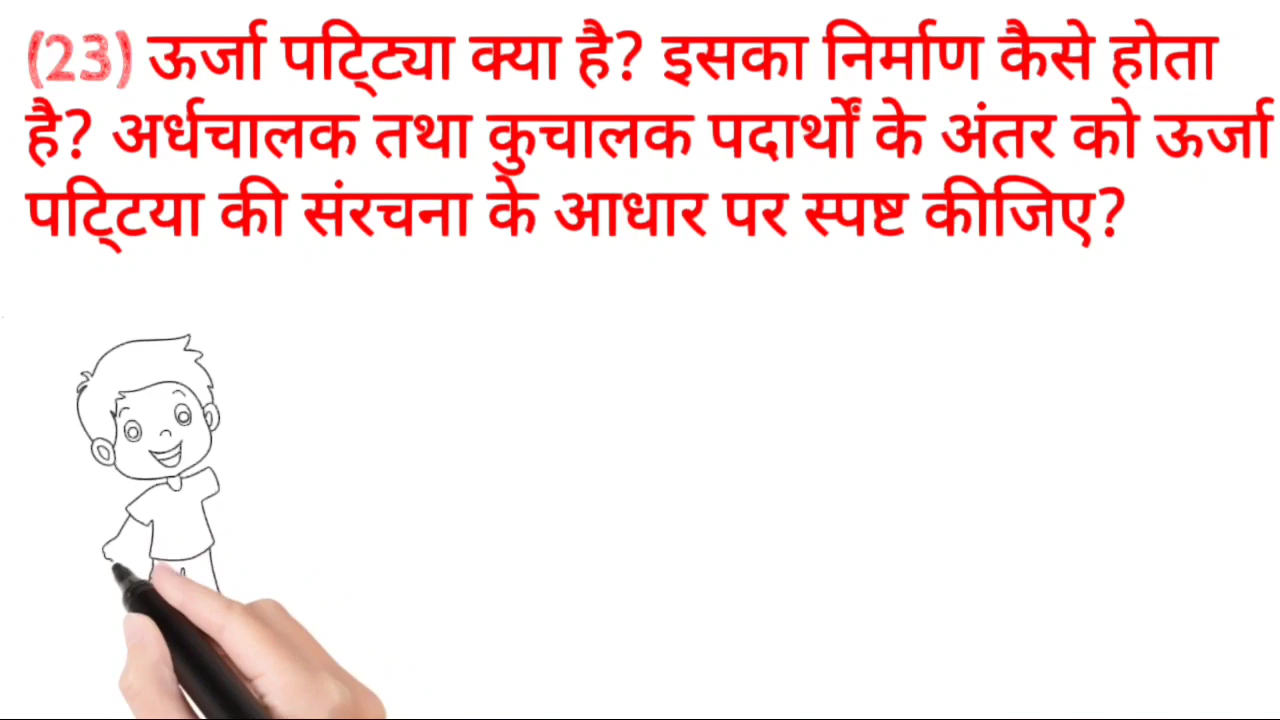 (23) ऊर्जा पट्टि्या क्या है? इसका निर्माण कैसे होता
है? अर्धचालक तथा कुचालक पदार्थों के अंतर को ऊर्जा
पट्टिया की संरचना के आधार पर स्पष्ट कीजिए?